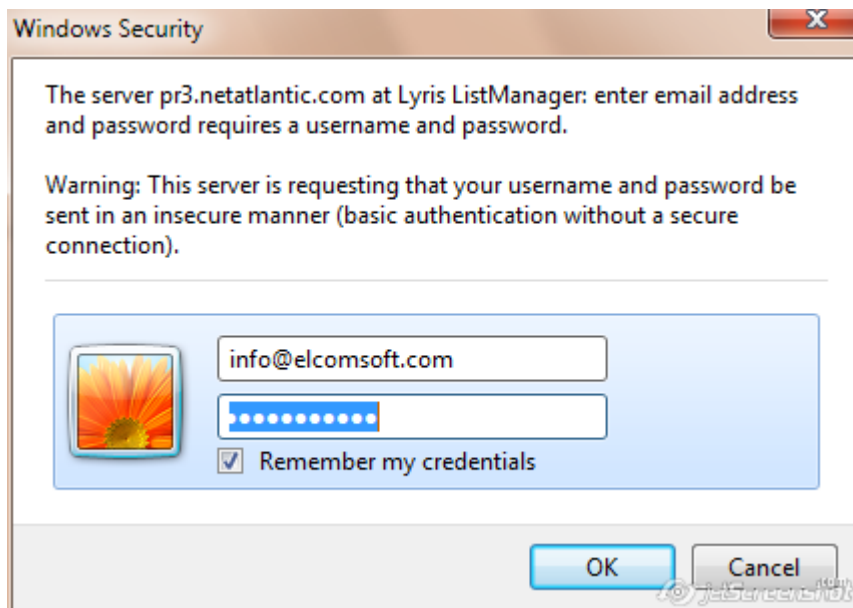 Windows Security
The server pr3.netatlantic.com at Lyris ListManager: enter email address
and password requires a username and password.
Warning: This server is requesting that your username and password be
sent in an insecure manner (basic authentication without a secure
connection).
info@elcomsoft.com
•••••••••••
Remember my credentials
OK
Cancel
jetScreenshot
.com